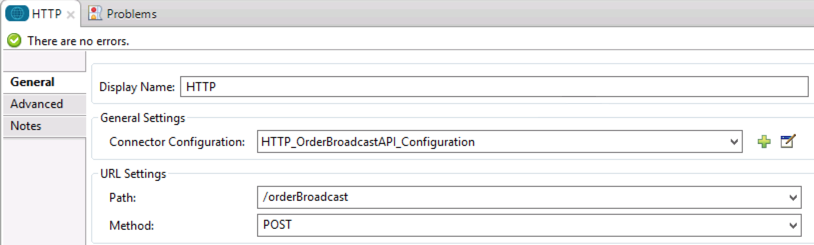 HTTP Problems
There are no errors.
General
Advanced
Notes
Display Name: HTTP
General Settings
Connector Configuration: HTTP_OrderBroadcastAPI_Configuration
URL Settings
Path: /orderBroadcast
Method: POST